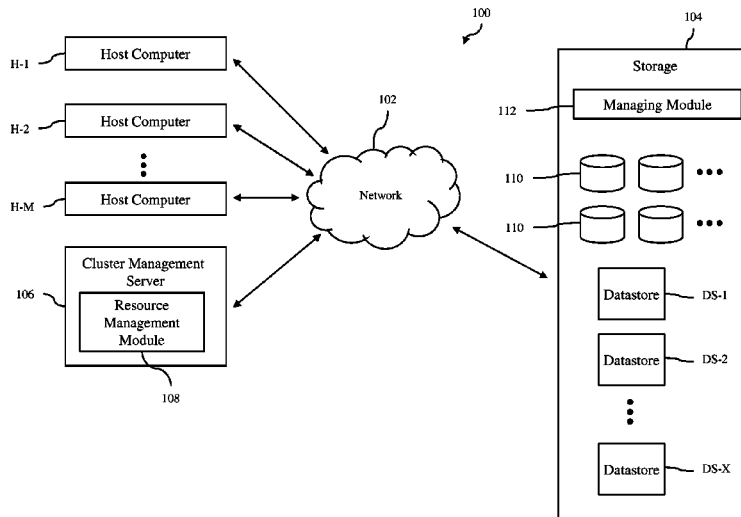 100
104
H-1
Host Computer
Storage
112
Managing Module
H-2
Host Computer
102
110
H-M
Host Computer
Network
110
106
Cluster Management
Server
Resource
Management
Module
108
Datastore
DS-1
Datastore
DS-2
Datastore
DS-X